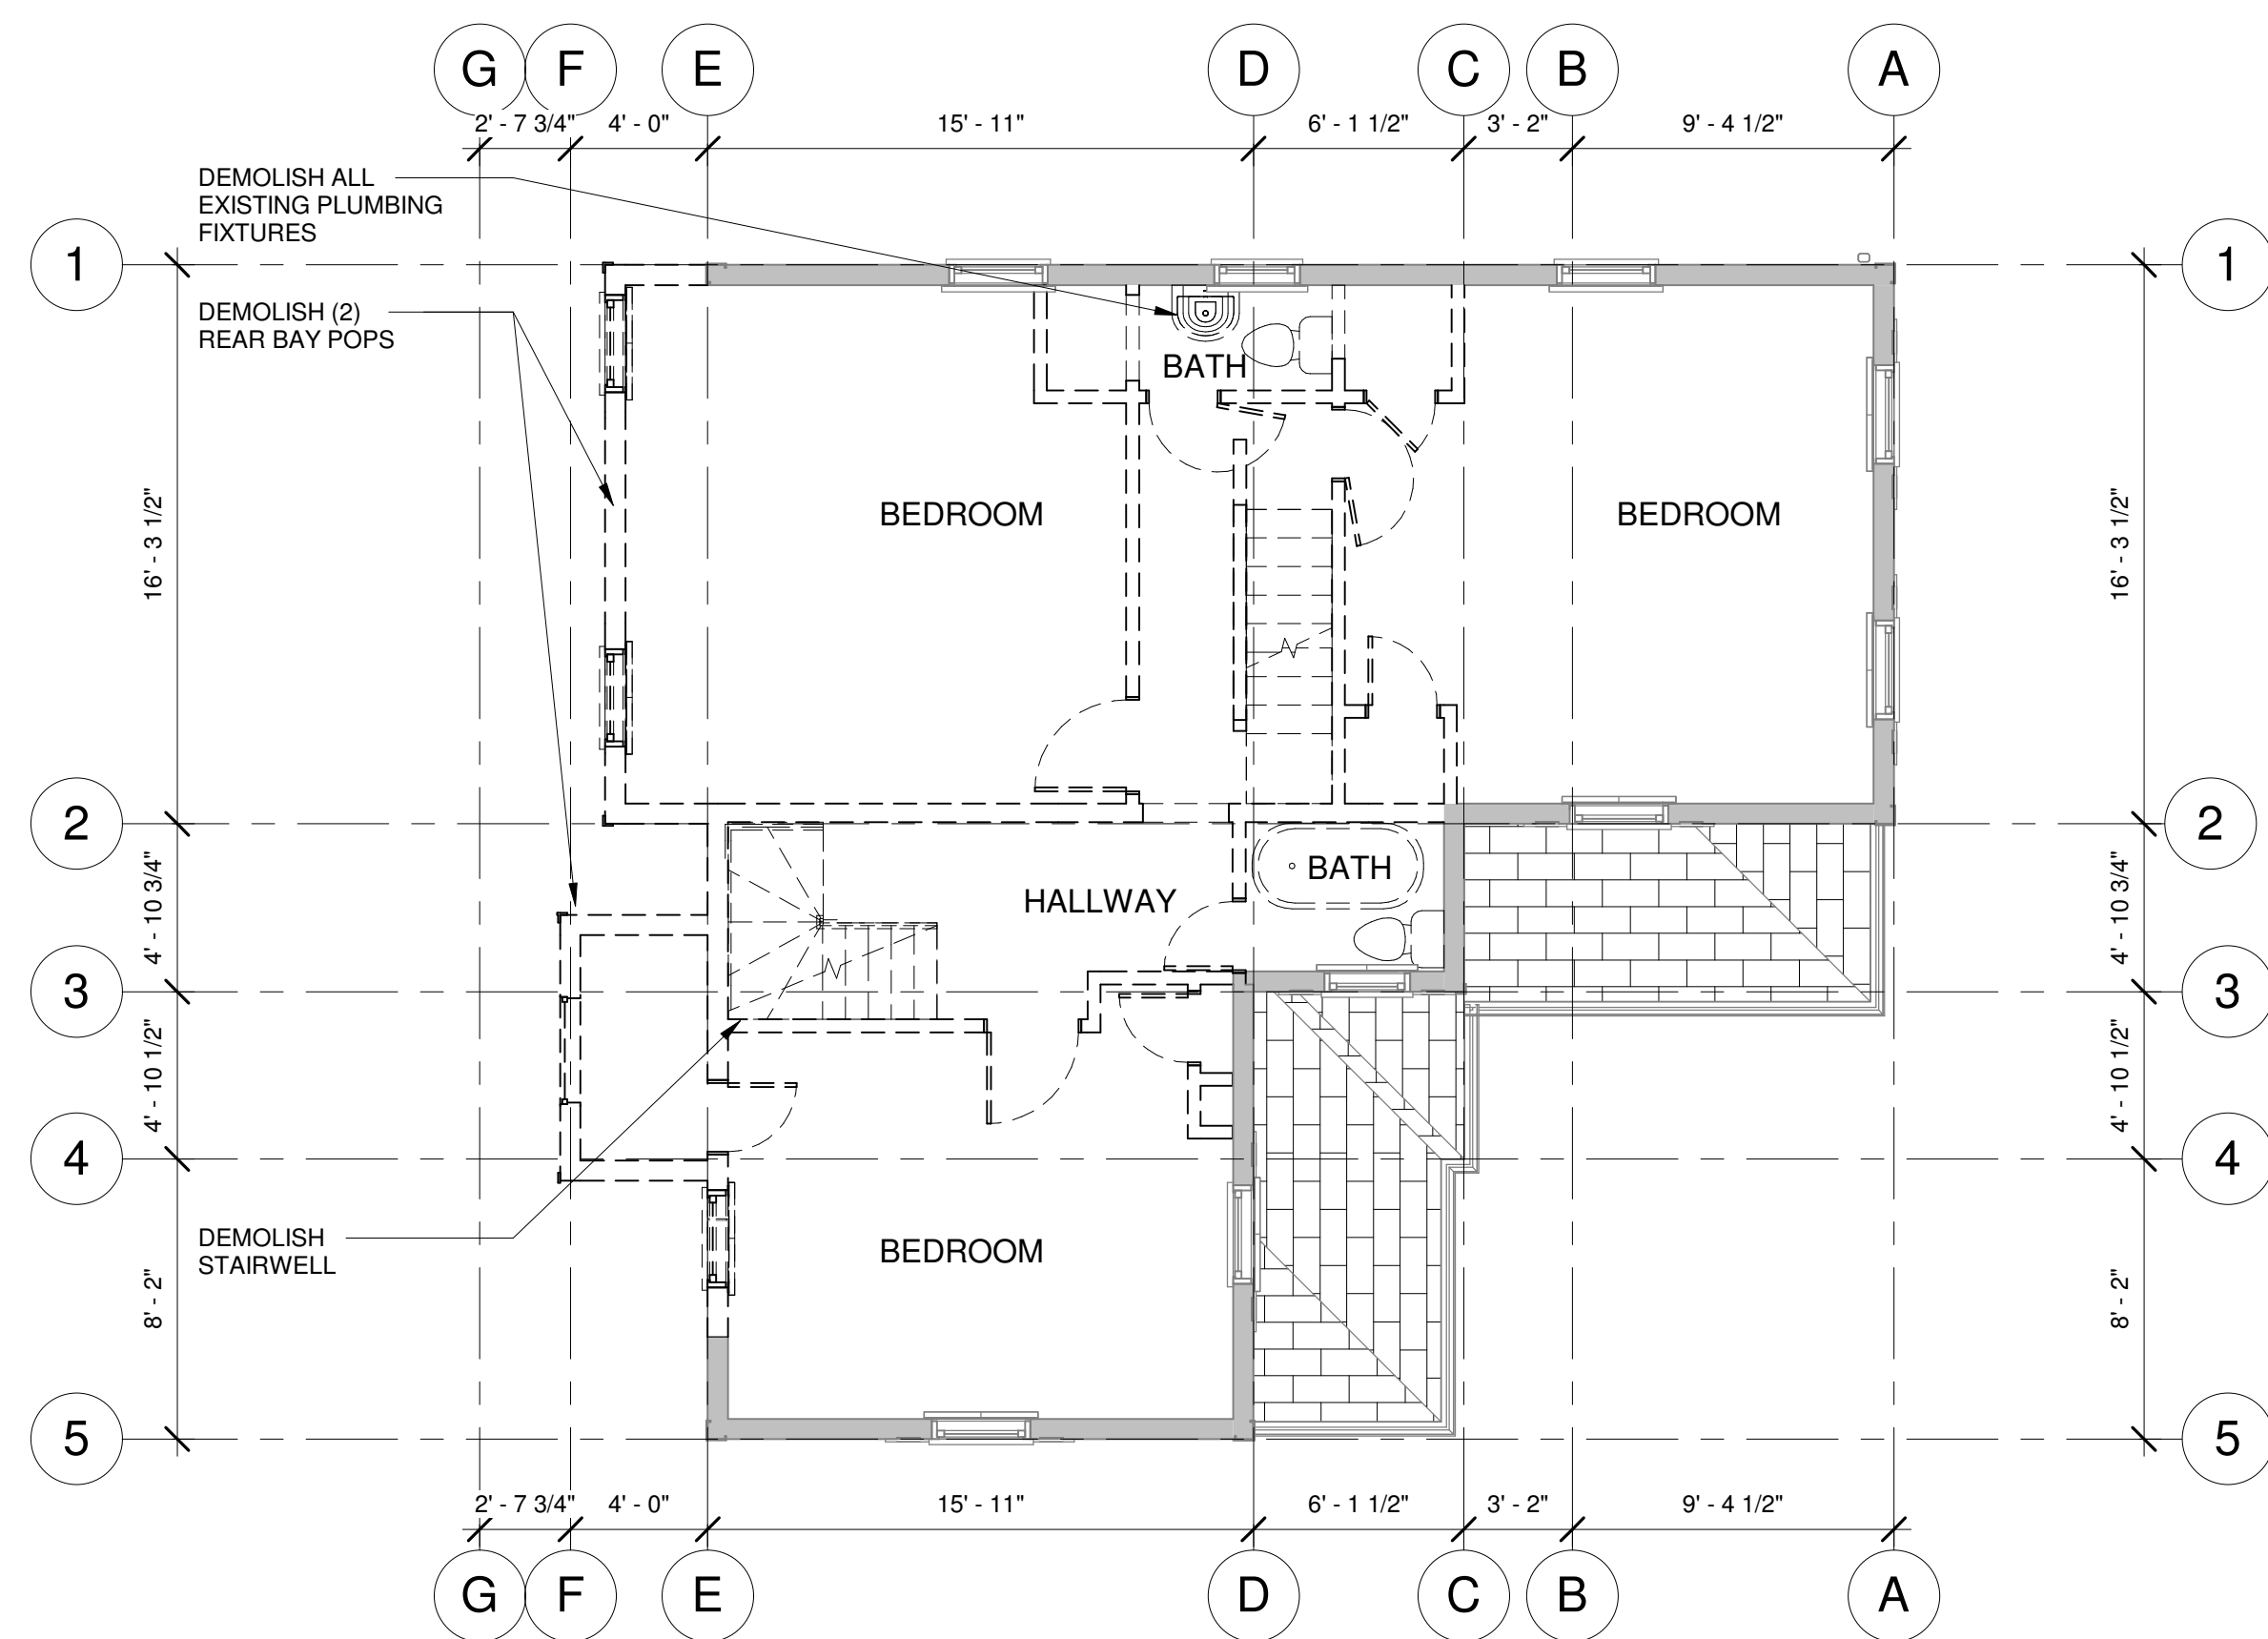 G F E D C B A
2' - 7 3/4" 4' - 0" 15' - 11" 6' - 1 1/2" 3' - 2" 9' - 4 1/2"
DEMOLISH ALL
EXISTING PLUMBING
FIXTURES
1 1
DEMOLISH (2)
REAR BAY POPS
BATH
BEDROOM BEDROOM
16' - 3 1/2" 16' - 3 1/2"
2 2
BATH
HALLWAY
4' - 10 3/4" 4' - 10 3/4"
3 3
4' - 10 1/2" 4' - 10 1/2"
4 4
DEMOLISH
STAIRWELL
BEDROOM
8' - 2" 8' - 2"
5 5
2' - 7 3/4" 4' - 0" 15' - 11" 6' - 1 1/2" 3' - 2" 9' - 4 1/2"
G F E D C B A